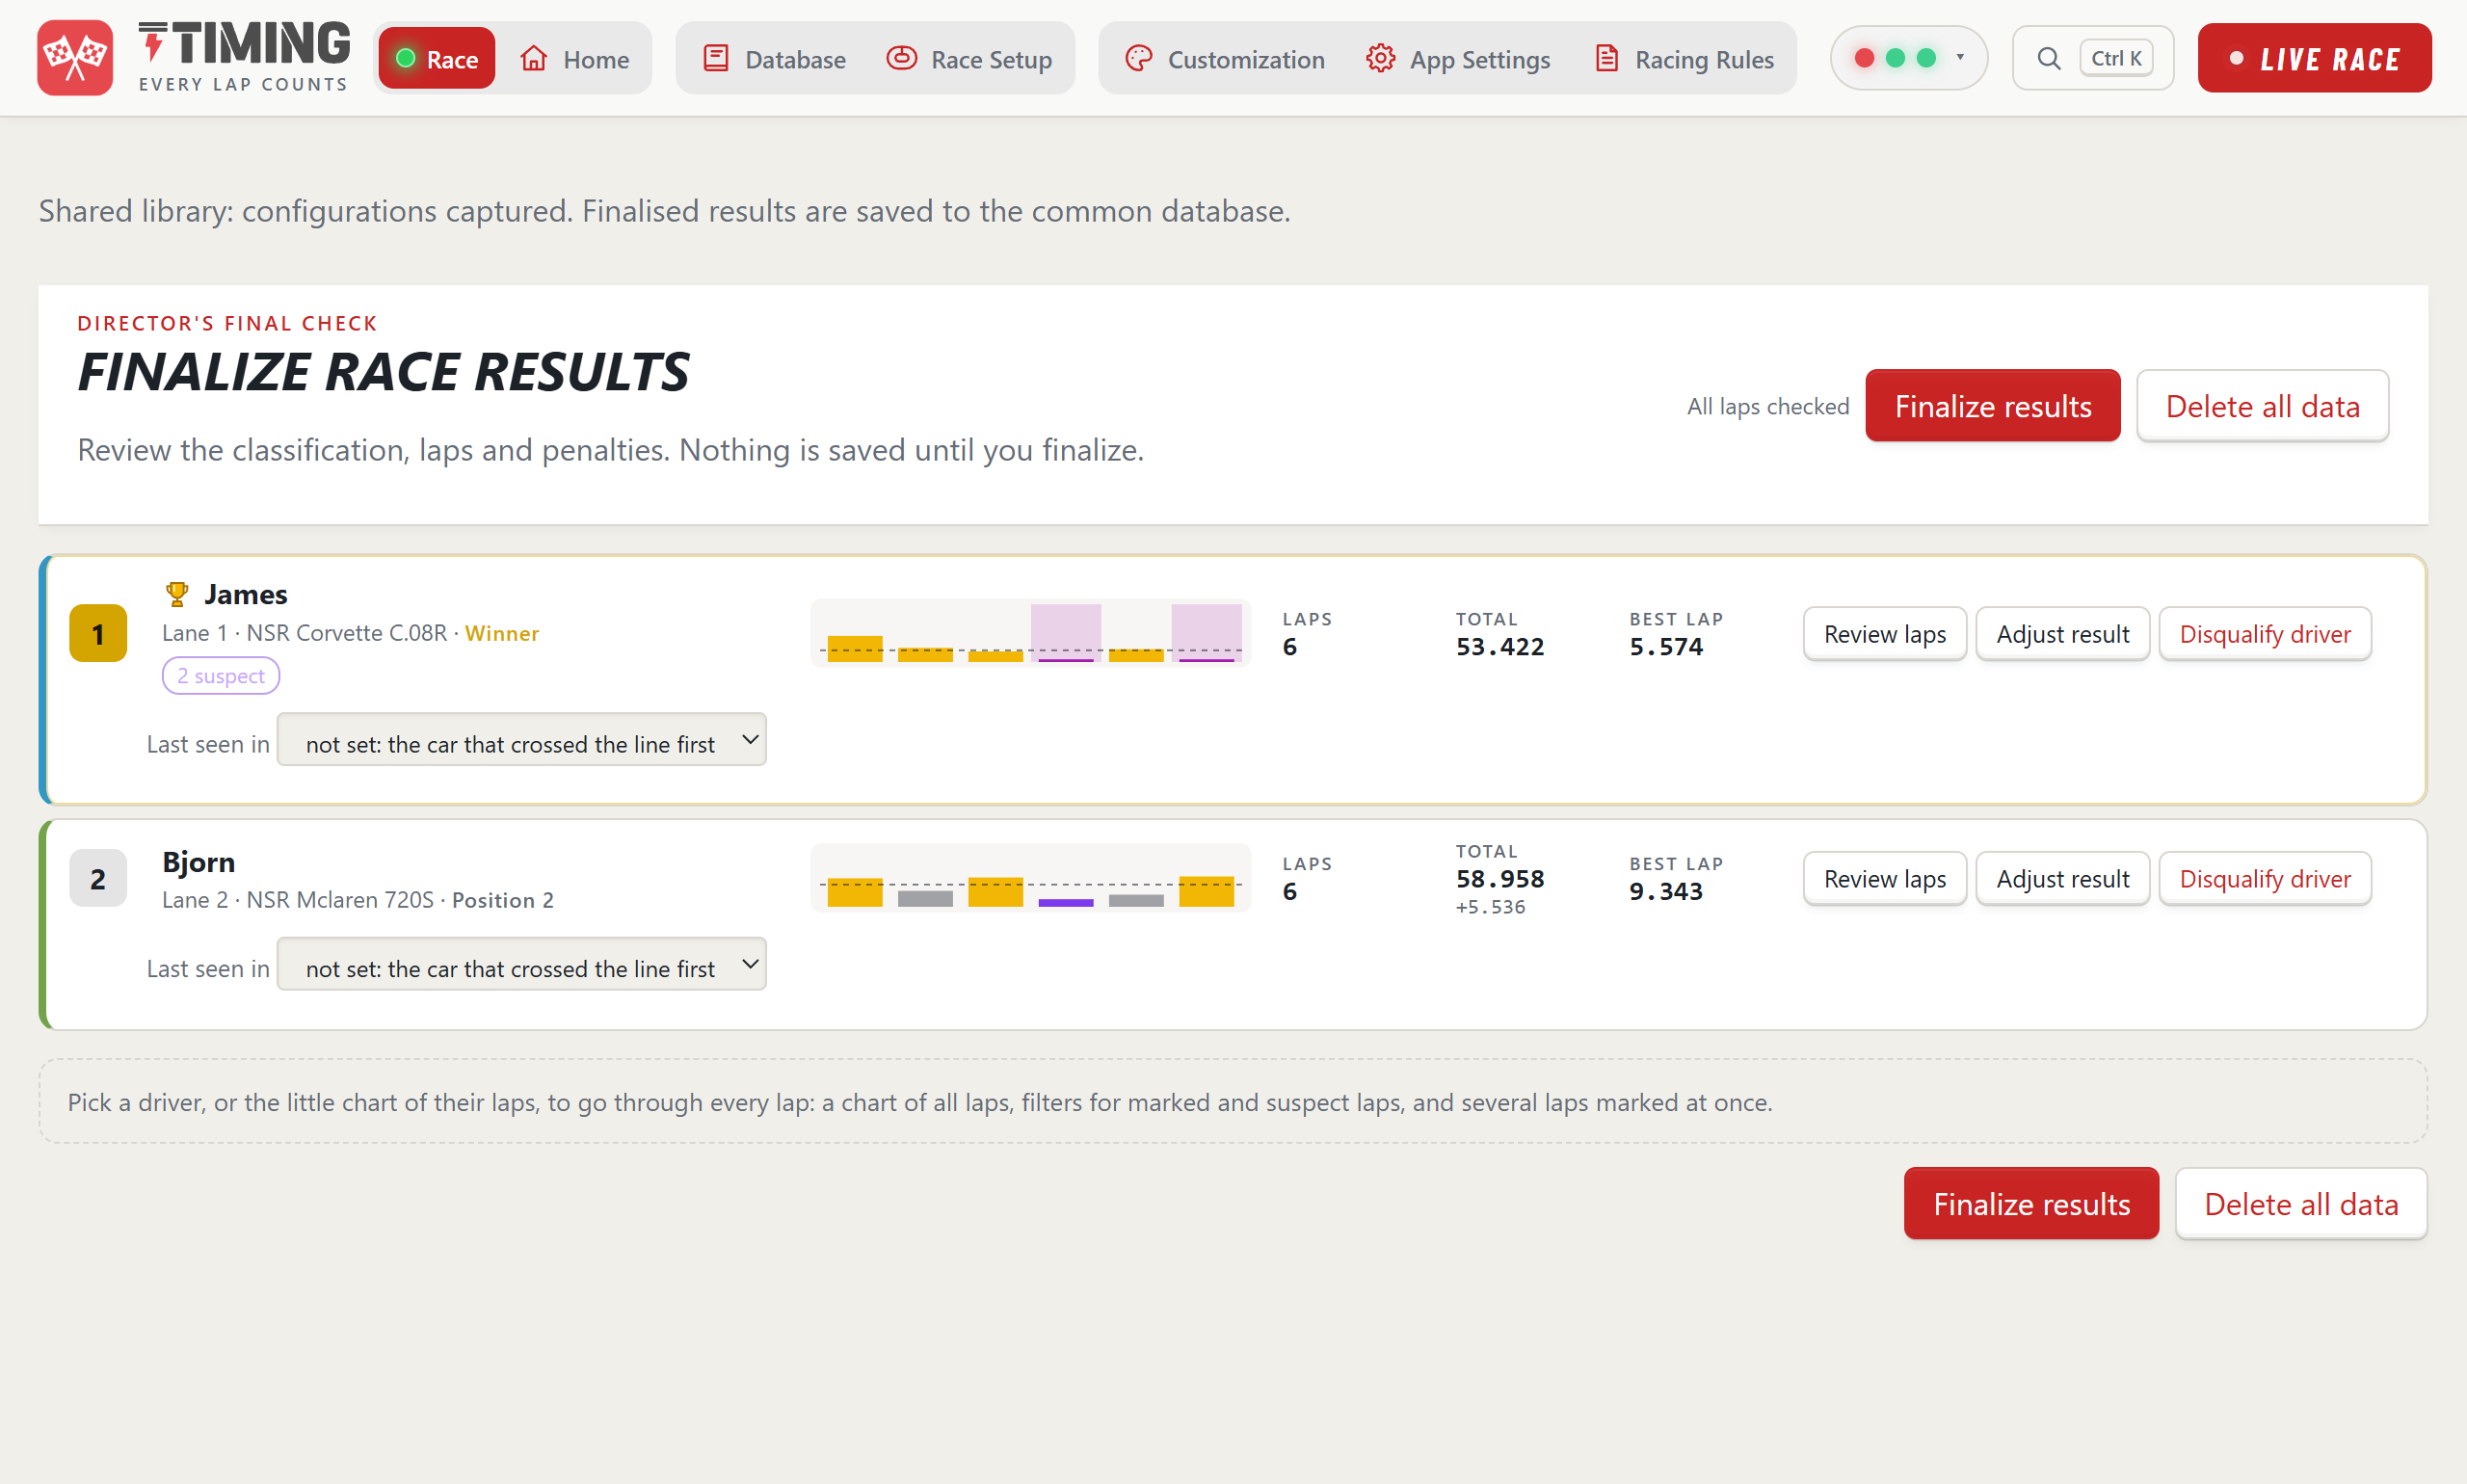 TIMING
EVERY LAP COUNTS
Race
Home
Database
Race Setup
Customization
App Settings
Racing Rules
Ctrl K
LIVE RACE
Shared library: configurations captured. Finalised results are saved to the common database.
DIRECTOR'S FINAL CHECK
FINALIZE RACE RESULTS
Review the classification, laps and penalties. Nothing is saved until you finalize.
All laps checked
Finalize results
Delete all data
1
James
Lane 1 · NSR Corvette C.08R · Winner
2 suspect
Last seen in
not set: the car that crossed the line first
LAPS
6
TOTAL
53.422
BEST LAP
5.574
Review laps
Adjust result
Disqualify driver
2
Bjorn
Lane 2 · NSR Mclaren 720S · Position 2
Last seen in
not set: the car that crossed the line first
LAPS
6
TOTAL
58.958
+5.536
BEST LAP
9.343
Review laps
Adjust result
Disqualify driver
Pick a driver, or the little chart of their laps, to go through every lap: a chart of all laps, filters for marked and suspect laps, and several laps marked at once.
Finalize results
Delete all data